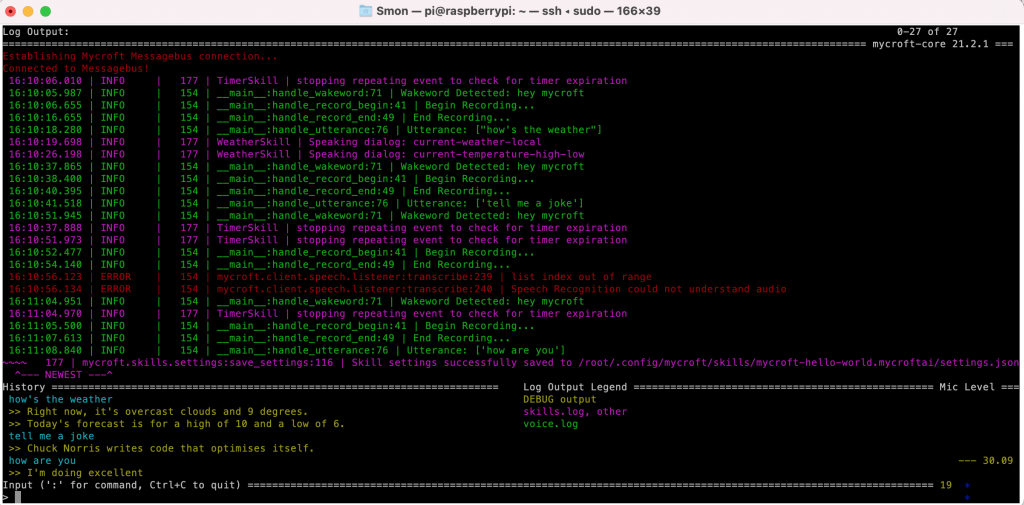 Smon — pi@raspberrypi: ~ — ssh ◂ sudo — 166×39
Log Output: 0-27 of 27
=== mycroft-core 21.2.1 ===
Establishing Mycroft Messagebus connection...
Connected to Messagebus!
16:10:06.010 | INFO | 177 | TimerSkill | stopping repeating event to check for timer expiration
16:10:05.987 | INFO | 154 | __main__:handle_wakeword:71 | Wakeword Detected: hey mycroft
16:10:06.655 | INFO | 154 | __main__:handle_record_begin:41 | Begin Recording...
16:10:16.655 | INFO | 154 | __main__:handle_record_end:49 | End Recording...
16:10:18.280 | INFO | 154 | __main__:handle_utterance:76 | Utterance: ["how's the weather"]
16:10:19.698 | INFO | 177 | WeatherSkill | Speaking dialog: current-weather-local
16:10:26.198 | INFO | 177 | WeatherSkill | Speaking dialog: current-temperature-high-low
16:10:37.865 | INFO | 154 | __main__:handle_wakeword:71 | Wakeword Detected: hey mycroft
16:10:38.400 | INFO | 154 | __main__:handle_record_begin:41 | Begin Recording...
16:10:40.395 | INFO | 154 | __main__:handle_record_end:49 | End Recording...
16:10:41.518 | INFO | 154 | __main__:handle_utterance:76 | Utterance: ['tell me a joke']
16:10:51.945 | INFO | 154 | __main__:handle_wakeword:71 | Wakeword Detected: hey mycroft
16:10:37.888 | INFO | 177 | TimerSkill | stopping repeating event to check for timer expiration
16:10:51.973 | INFO | 177 | TimerSkill | stopping repeating event to check for timer expiration
16:10:52.477 | INFO | 154 | __main__:handle_record_begin:41 | Begin Recording...
16:10:54.140 | INFO | 154 | __main__:handle_record_end:49 | End Recording...
16:10:56.123 | ERROR | 154 | mycroft.client.speech.listener:transcribe:239 | list index out of range
16:10:56.134 | ERROR | 154 | mycroft.client.speech.listener:transcribe:240 | Speech Recognition could not understand audio
16:11:04.951 | INFO | 154 | __main__:handle_wakeword:71 | Wakeword Detected: hey mycroft
16:11:04.970 | INFO | 177 | TimerSkill | stopping repeating event to check for timer expiration
16:11:05.500 | INFO | 154 | __main__:handle_record_begin:41 | Begin Recording...
16:11:07.613 | INFO | 154 | __main__:handle_record_end:49 | End Recording...
16:11:08.840 | INFO | 154 | __main__:handle_utterance:76 | Utterance: ['how are you']
~~~~ 177 | mycroft.skills.settings:save_settings:116 | Skill settings successfully saved to /root/.config/mycroft/skills/mycroft-hello-world.mycroftai/settings.json
^--- NEWEST ---^
History === Log Output Legend === Mic Level ===
how's the weather DEBUG output
>> Right now, it's overcast clouds and 9 degrees. skills.log, other
>> Today's forecast is for a high of 10 and a low of 6. voice.log
tell me a joke
>> Chuck Norris writes code that optimises itself.
how are you --- 30.09
>> I'm doing excellent
Input (':' for command, Ctrl+C to quit) === 19 *
> *